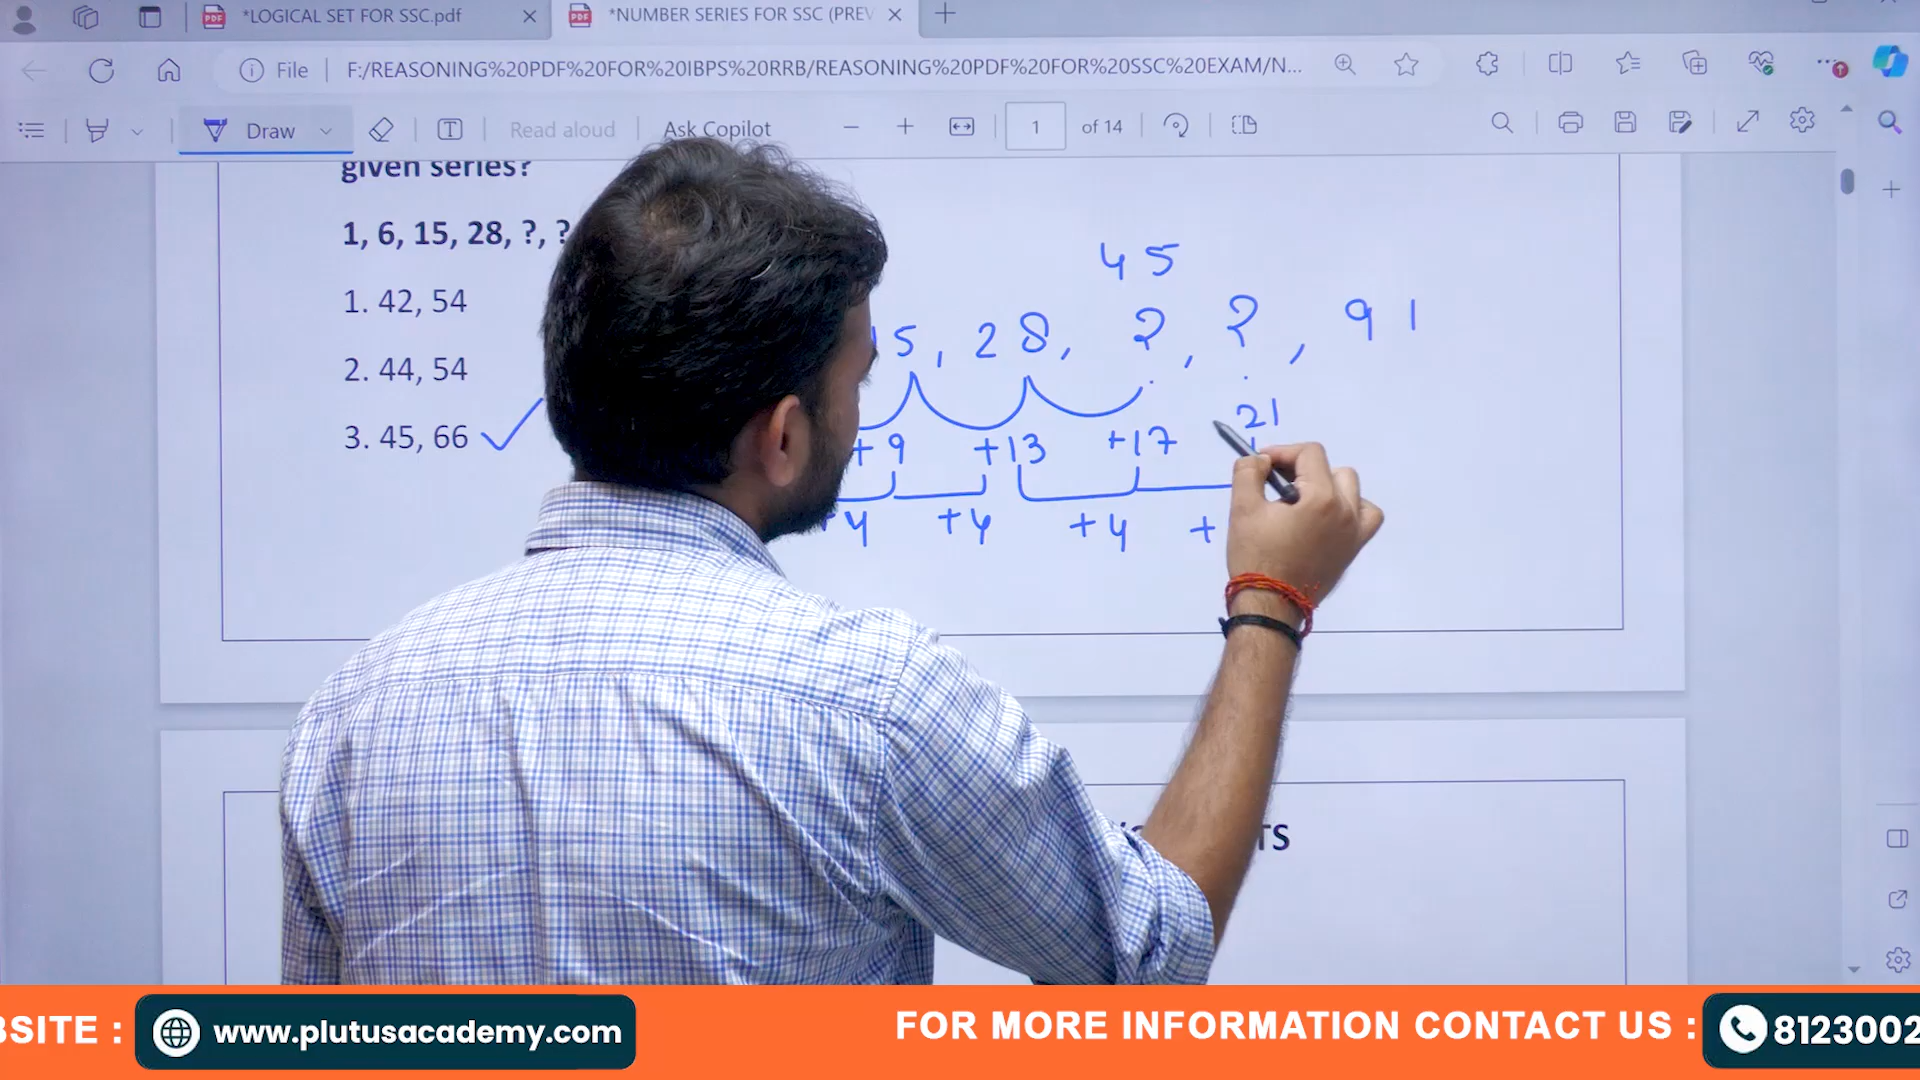 *LOGICAL SET FOR SSC.pdf
*NUMBER SERIES FOR SSC (PREV
File
F:/REASONING%20PDF%20FOR%20IBPS%20RRB/REASONING%20PDF%20FOR%20SSC%20EXAM/N...
Draw
Read aloud
Ask Copilot
1 of 14
given series?
1, 6, 15, 28, ?, ?
1. 42, 54
2. 44, 54
3. 45, 66
45
15, 28, ?, ?, 91
21
+9 +13 +17
+4 +4 +4 +
TS
BSITE :
www.plutusacademy.com
FOR MORE INFORMATION CONTACT US :
8123002